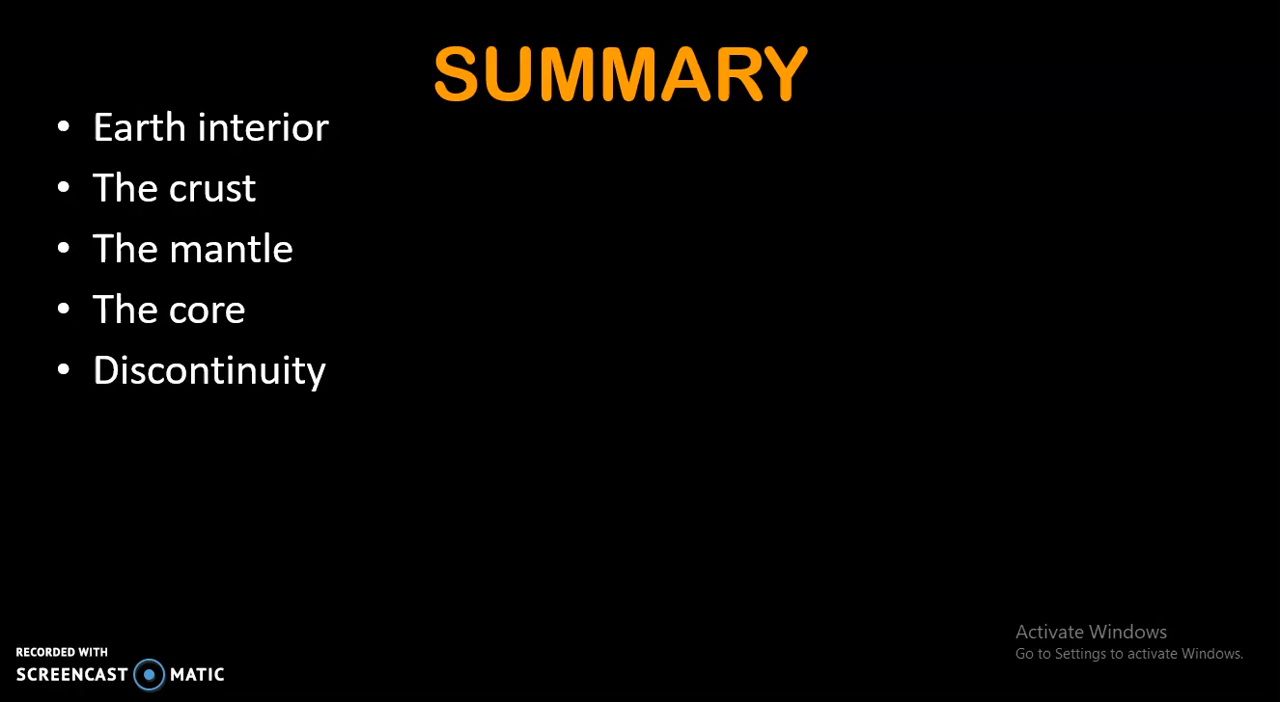 SUMMARY
• Earth interior
• The crust
• The mantle
• The core
• Discontinuity
Activate Windows
Go to Settings to activate Windows.
RECORDED WITH
SCREENCAST MATIC